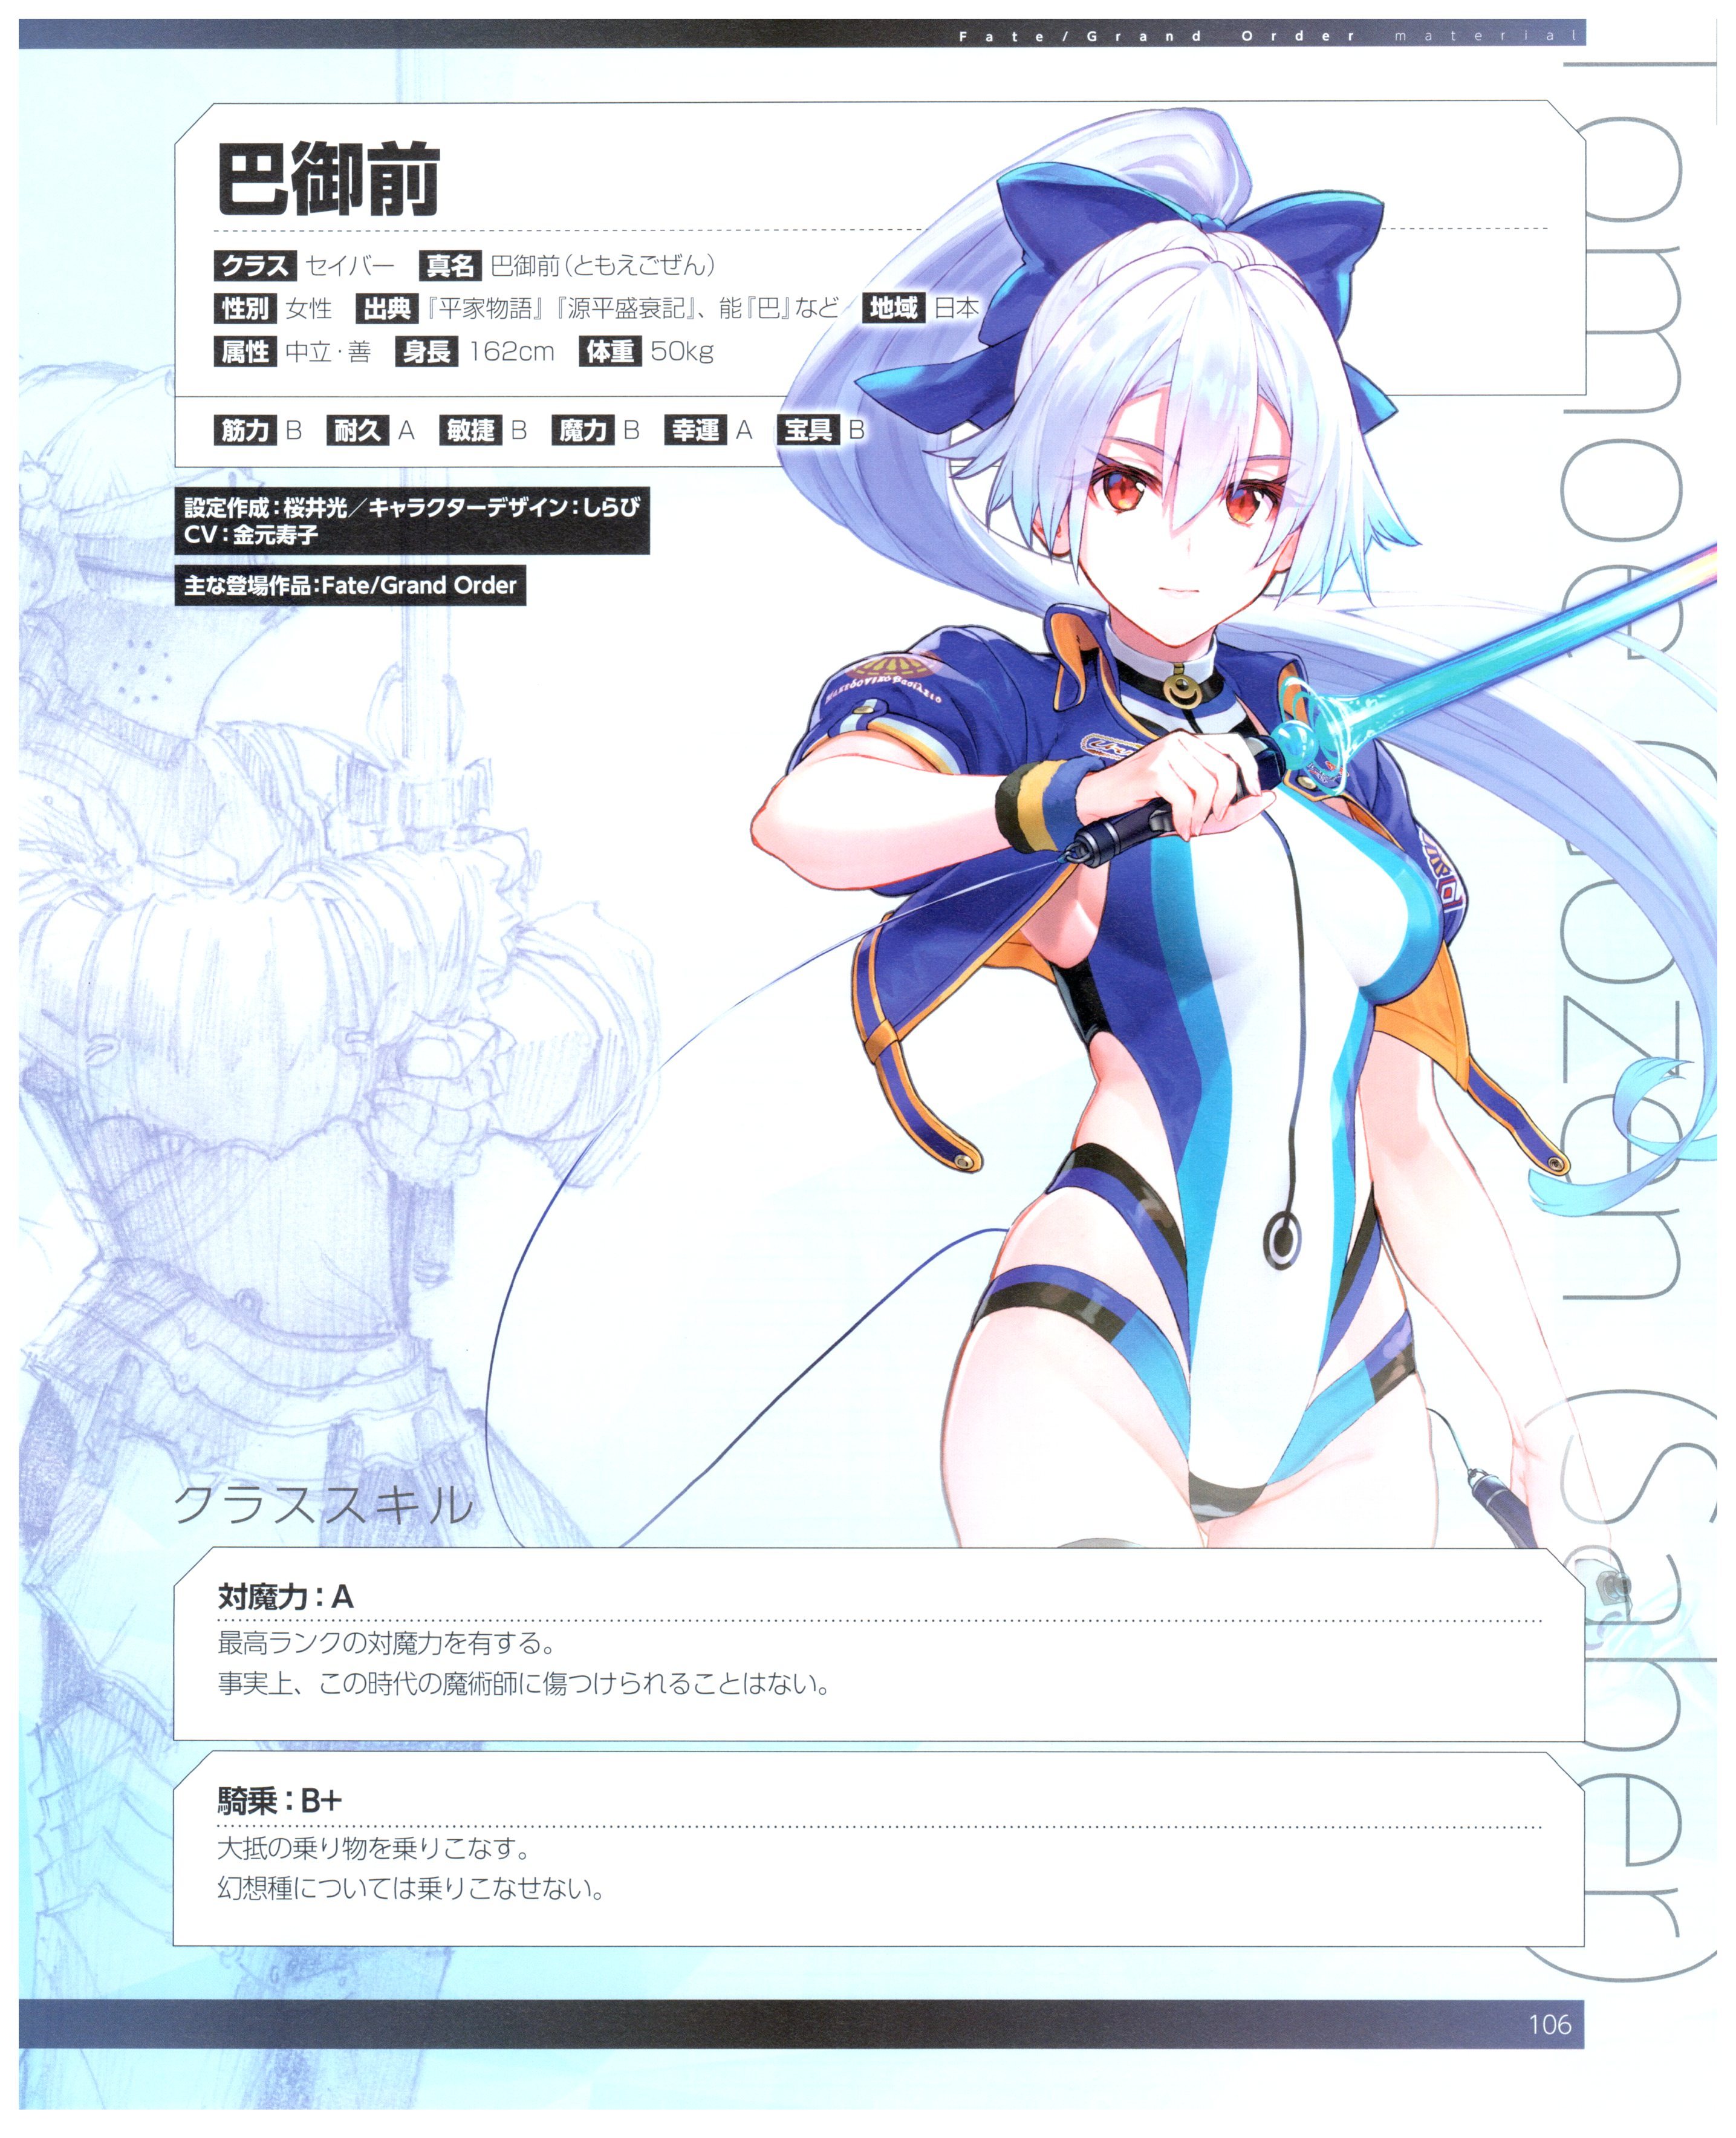 Fate/Grand Order material
巴御前
クラス セイバー 真名 巴御前(ともえごぜん)
性別 女性 出典 『平家物語』『源平盛衰記』、能『巴』など 地域 日本
属性 中立・善 身長 162cm 体重 50kg
筋力 B 耐久 A 敏捷 B 魔力 B 幸運 A 宝具 B
設定作成:桜井光/キャラクターデザイン:しらび
CV:金元寿子
主な登場作品:Fate/Grand Order
クラススキル
対魔力:A
最高ランクの対魔力を有する。
事実上、この時代の魔術師に傷つけられることはない。
騎乗:B+
大抵の乗り物を乗りこなす。
幻想種については乗りこなせない。
106